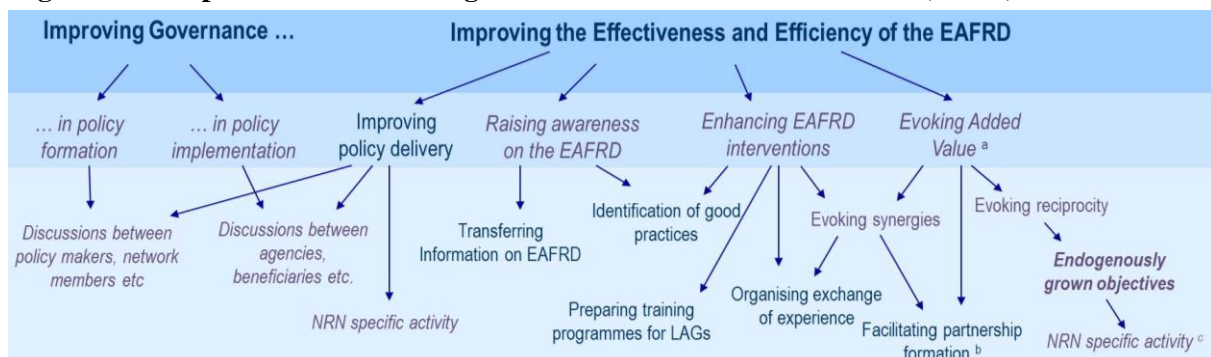 Improving Governance …
Improving the Effectiveness and Efficiency of the EAFRD
… in policy
formation
… in policy
implementation
Improving
policy delivery
Raising awareness
on the EAFRD
Enhancing EAFRD
interventions
Evoking Added
Value a
Discussions between
policy makers, network
members etc
Discussions between
agencies,
beneficiaries etc.
NRN specific activity
Transferring
Information on EAFRD
Identification of good
practices
Preparing training
programmes for LAGs
Evoking synergies
Organising exchange
of experience
Facilitating partnership
formation b
Evoking reciprocity
Endogenously
grown objectives
NRN specific activity c